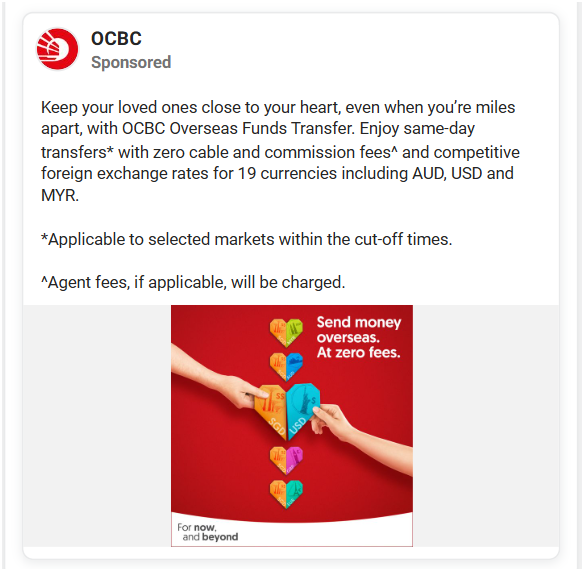 OCBC
Sponsored
Keep your loved ones close to your heart, even when you’re miles
apart, with OCBC Overseas Funds Transfer. Enjoy same-day
transfers* with zero cable and commission fees^ and competitive
foreign exchange rates for 19 currencies including AUD, USD and
MYR.
*Applicable to selected markets within the cut-off times.
^Agent fees, if applicable, will be charged.
Send money
overseas.
At zero fees.
S$
$
SGD
USD
For now,
and beyond